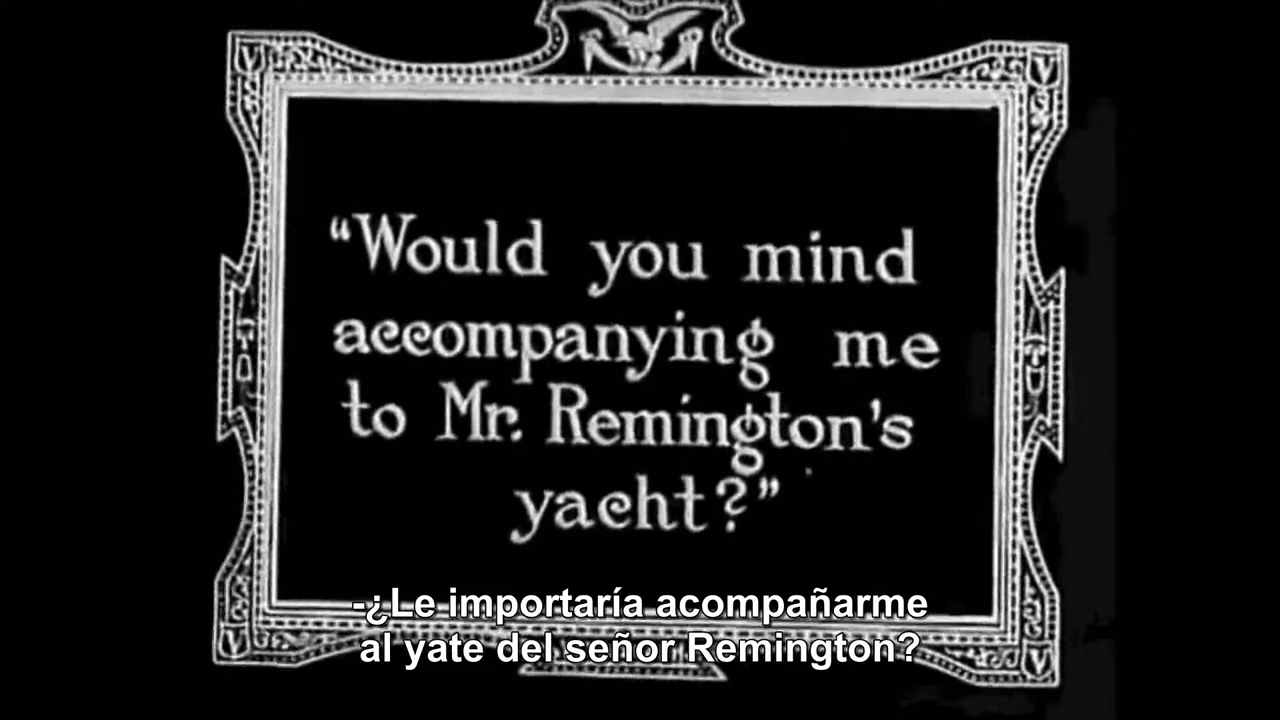 “Would you mind
accompanying me
to Mr. Remington's
yacht?”
-¿Le importaría acompañarme
al yate del señor Remington?